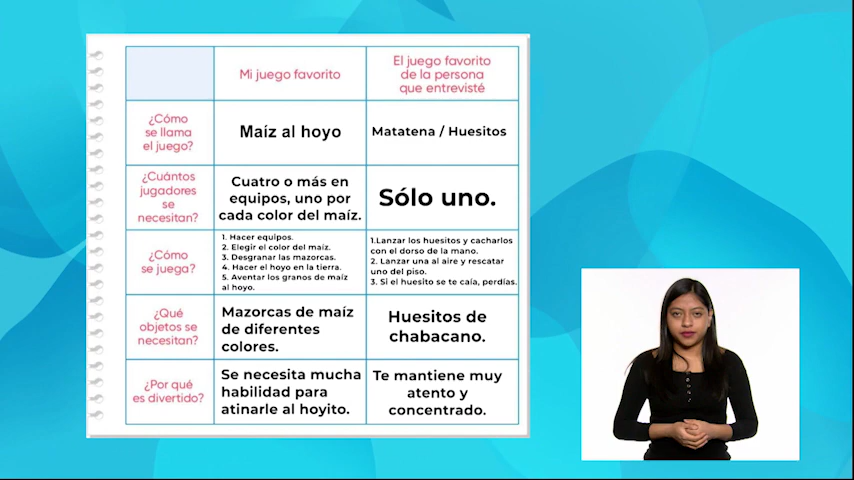 Mi juego favorito
El juego favorito
de la persona
que entrevisté
¿Cómo
se llama
el juego?
Maíz al hoyo
Matatena / Huesitos
¿Cuántos
jugadores
se
necesitan?
Cuatro o más en
equipos, uno por
cada color del maíz.
Sólo uno.
¿Cómo
se juega?
1. Hacer equipos.
2. Elegir el color del maíz.
3. Desgranar las mazorcas.
4. Hacer el hoyo en la tierra.
5. Aventar los granos de maíz
al hoyo.
1.Lanzar los huesitos y cacharlos
con el dorso de la mano.
2. Lanzar una al aire y rescatar
uno del piso.
3. Si el huesito se te caía, perdías.
¿Qué
objetos se
necesitan?
Mazorcas de maíz
de diferentes
colores.
Huesitos de
chabacano.
¿Por qué
es divertido?
Se necesita mucha
habilidad para
atinarle al hoyito.
Te mantiene muy
atento y
concentrado.